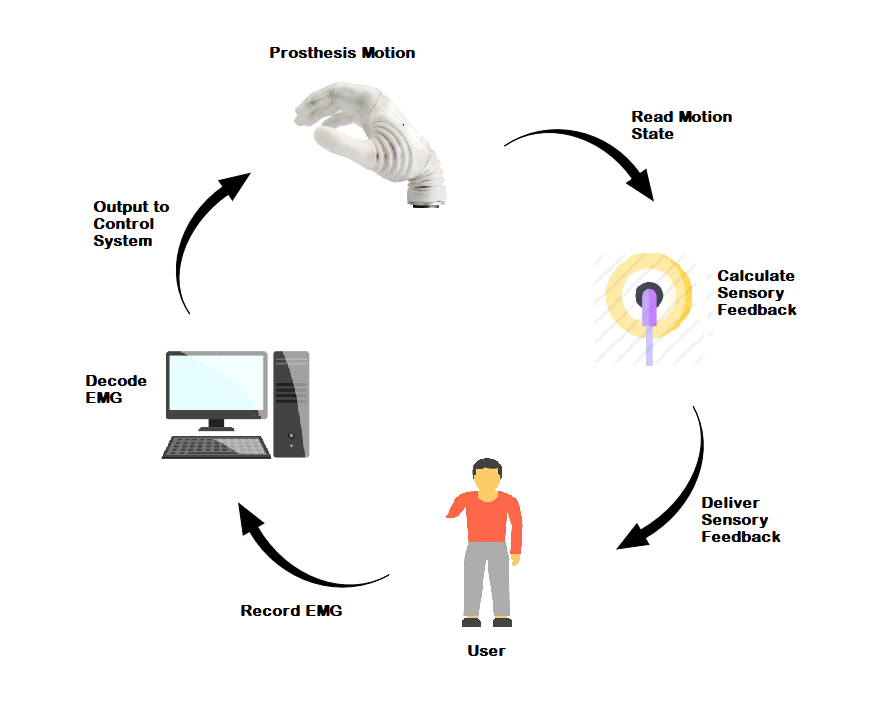 Prosthesis Motion
Read Motion
State
Calculate
Sensory
Feedback
Deliver
Sensory
Feedback
User
Record EMG
Decode
EMG
Output to
Control
System